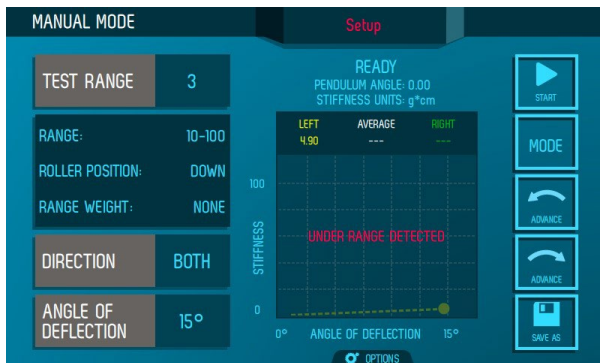 MANUAL MODE
Setup
TEST RANGE 3
RANGE: 10-100
ROLLER POSITION: DOWN
RANGE WEIGHT: NONE
DIRECTION BOTH
ANGLE OF
DEFLECTION 15°
READY
PENDULUM ANGLE: 0.00
STIFFNESS UNITS: g*cm
LEFT AVERAGE RIGHT
4.90 --- ---
100
UNDER RANGE DETECTED
STIFFNESS
0
0° ANGLE OF DEFLECTION 15°
OPTIONS
START
MODE
ADVANCE
ADVANCE
SAVE AS